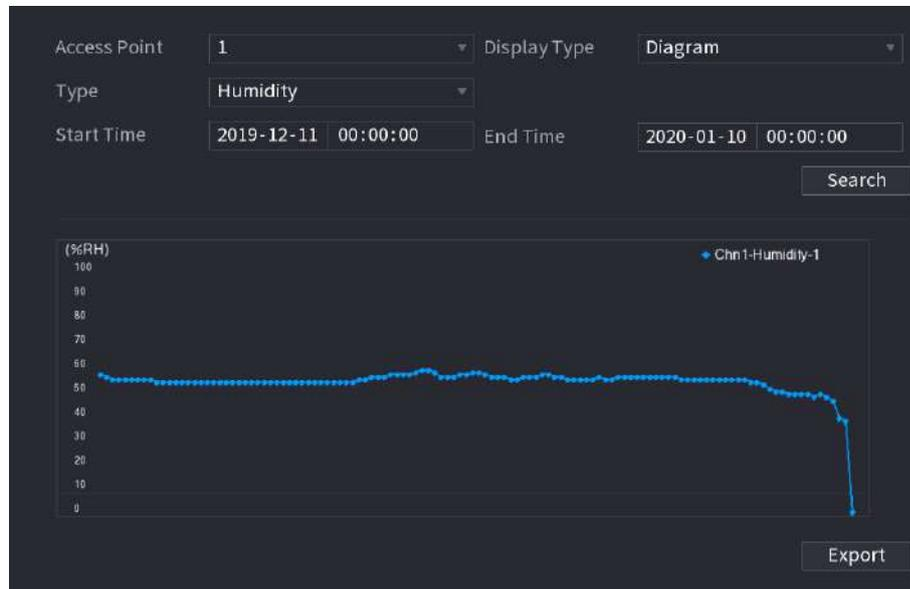 Access Point 1 Display Type Diagram
Type Humidity
Start Time 2019-12-11 00:00:00 End Time 2020-01-10 00:00:00
Search
(%RH)
Chn1-Humidity-1
100
90
80
70
60
50
40
30
20
10
0
Export